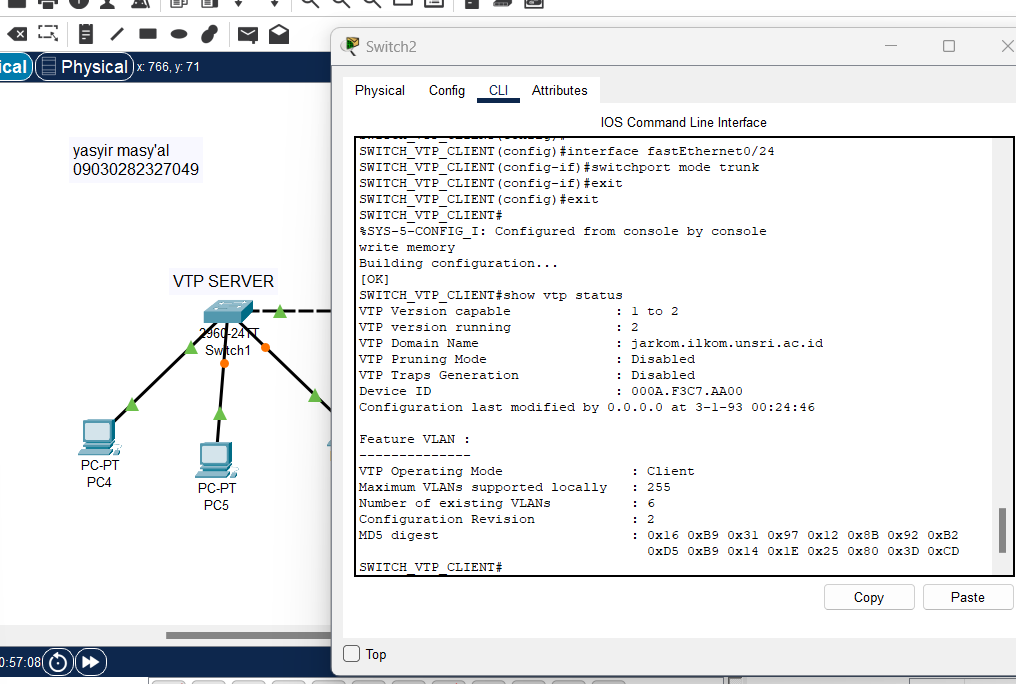 Switch2
ical
Physical
x: 766, y: 71
Physical
Config
CLI
Attributes
IOS Command Line Interface
yasyir masy'al
09030282327049
VTP SERVER
2960-24TT
Switch1
PC-PT
PC4
PC-PT
PC5
SWITCH_VTP_CLIENT(config)#
SWITCH_VTP_CLIENT(config)#interface fastEthernet0/24
SWITCH_VTP_CLIENT(config-if)#switchport mode trunk
SWITCH_VTP_CLIENT(config-if)#exit
SWITCH_VTP_CLIENT(config)#exit
SWITCH_VTP_CLIENT#
%SYS-5-CONFIG_I: Configured from console by console
write memory
Building configuration...
[OK]
SWITCH_VTP_CLIENT#show vtp status
VTP Version capable : 1 to 2
VTP version running : 2
VTP Domain Name : jarkom.ilkom.unsri.ac.id
VTP Pruning Mode : Disabled
VTP Traps Generation : Disabled
Device ID : 000A.F3C7.AA00
Configuration last modified by 0.0.0.0 at 3-1-93 00:24:46
Feature VLAN :
--------------
VTP Operating Mode : Client
Maximum VLANs supported locally : 255
Number of existing VLANs : 6
Configuration Revision : 2
MD5 digest : 0x16 0xB9 0x31 0x97 0x12 0x8B 0x92 0xB2
0xD5 0xB9 0x14 0x1E 0x25 0x80 0x3D 0xCD
SWITCH_VTP_CLIENT#
Copy
Paste
Top
0:57:08